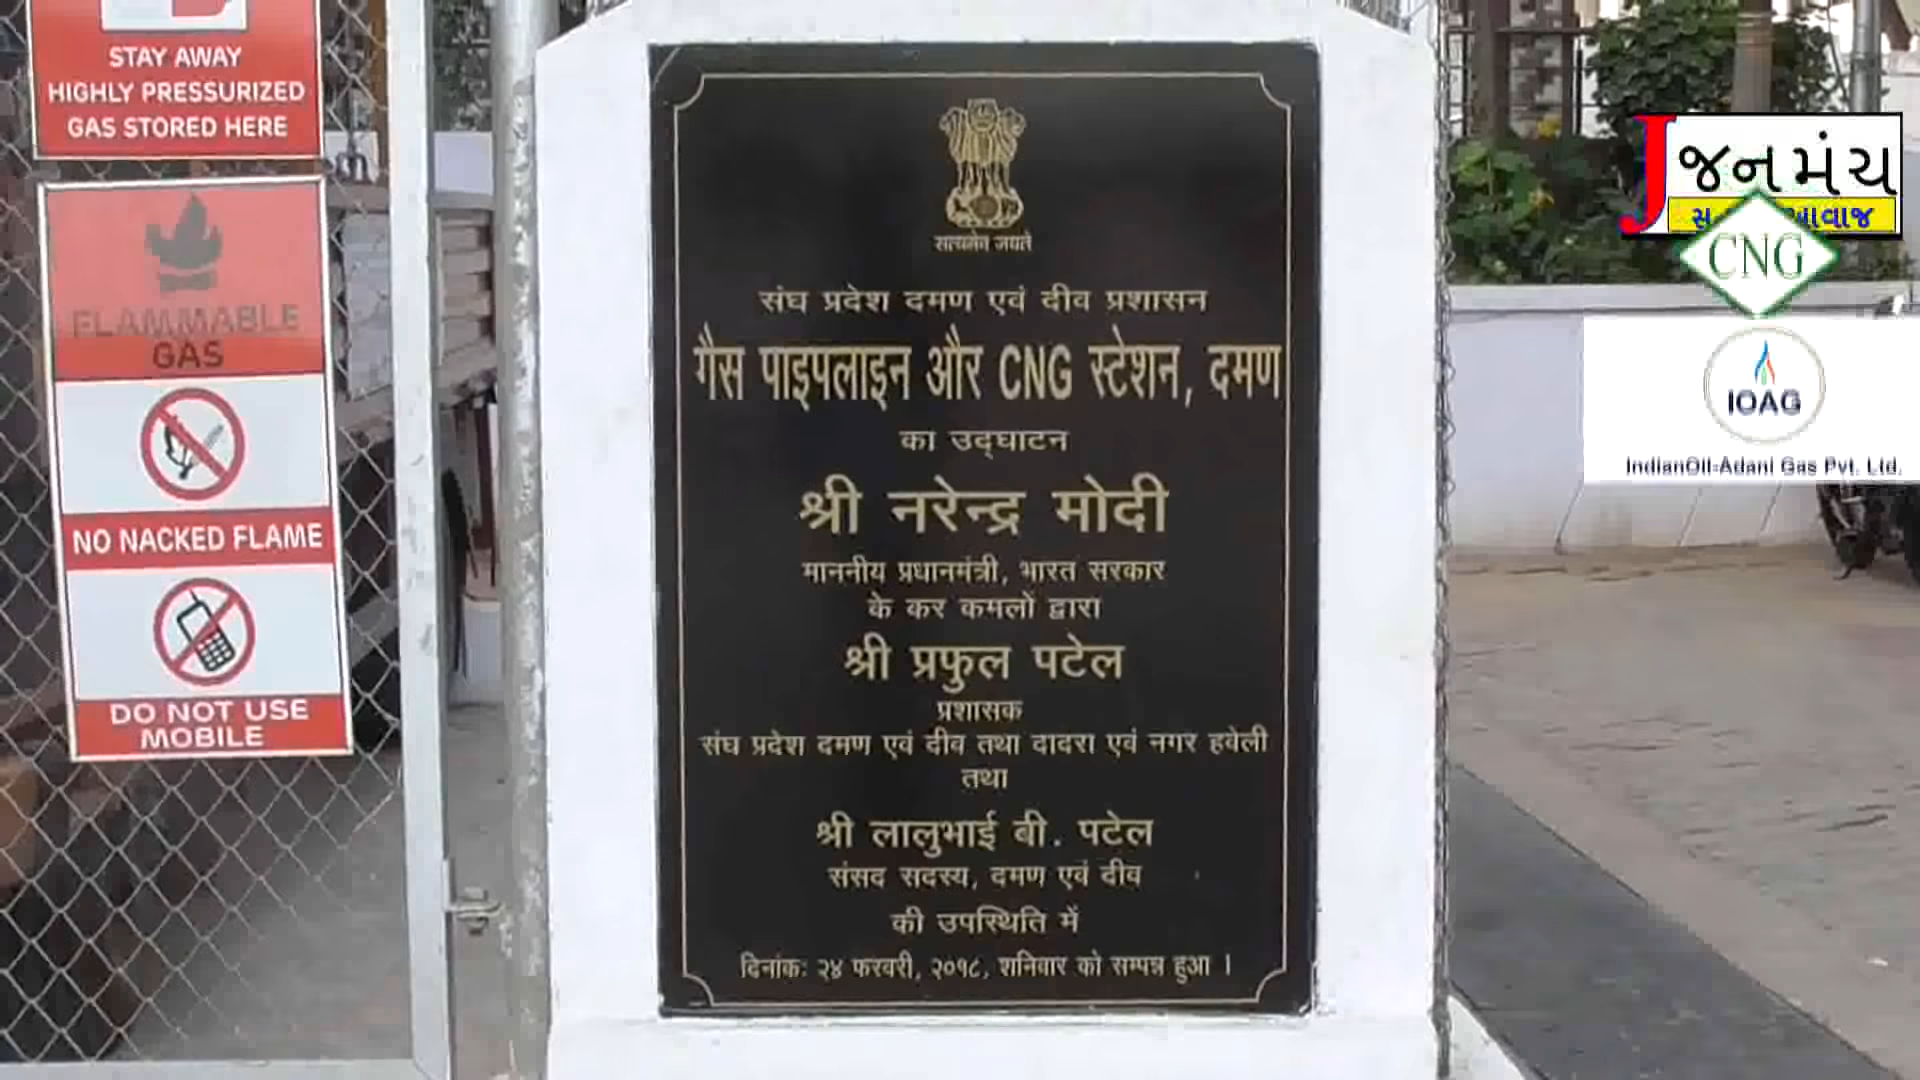 STAY AWAY
HIGHLY PRESSURIZED
GAS STORED HERE
FLAMMABLE
GAS
NO NACKED FLAME
DO NOT USE
MOBILE
सत्यमेव जयते
संघ प्रदेश दमण एवं दीव प्रशासन
गैस पाइपलाइन और CNG स्टेशन, दमण
का उद्घाटन
श्री नरेन्द्र मोदी
माननीय प्रधानमंत्री, भारत सरकार
के कर कमलों द्वारा
श्री प्रफुल पटेल
प्रशासक
संघ प्रदेश दमण एवं दीव तथा दादरा एवं नगर हवेली
तथा
श्री लालुभाई बी. पटेल
संसद सदस्य, दमण एवं दीव
की उपस्थिति में
दिनांक: २४ फरवरी, २०१८, शनिवार को सम्पन्न हुआ ।
J જનમંચ
CNG
IOAG
IndianOil-Adani Gas Pvt. Ltd.